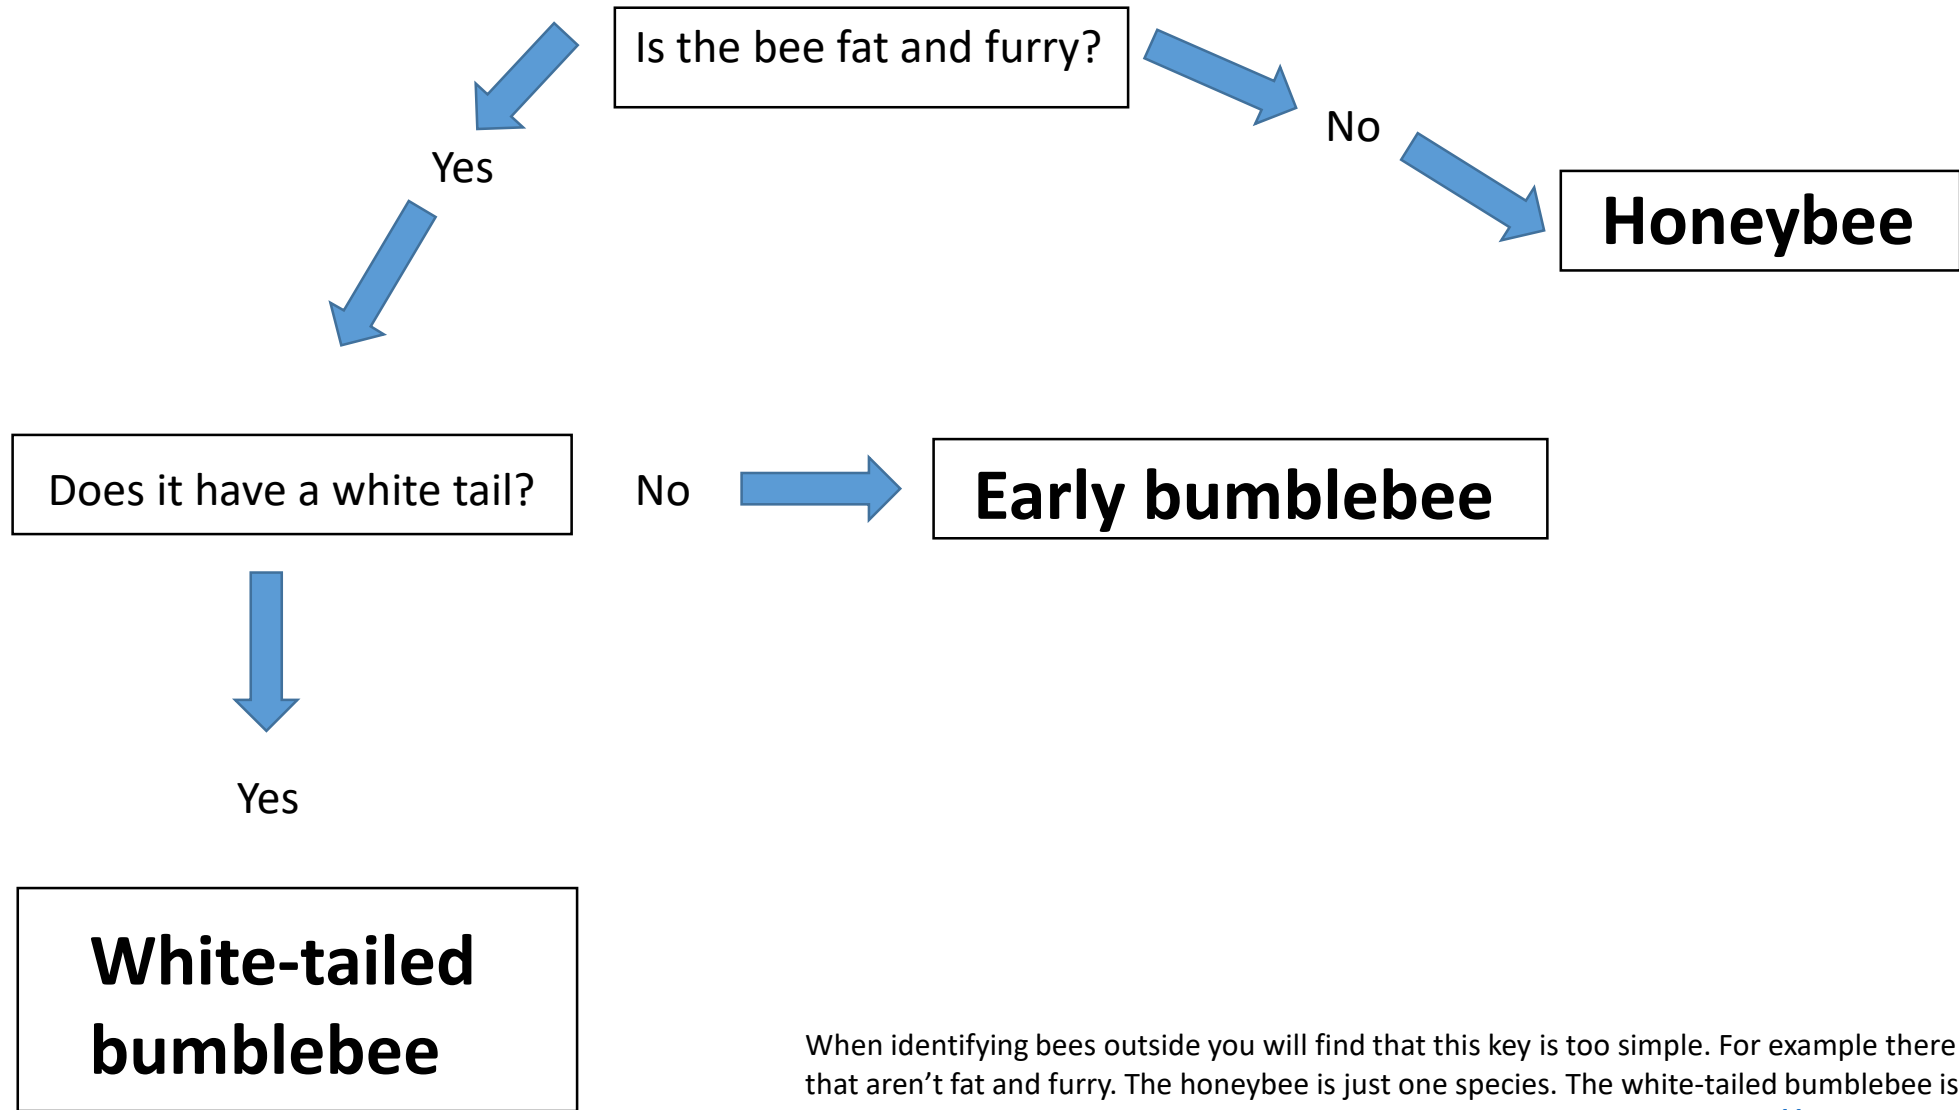 Is the bee fat and furry?
No
Yes
Honeybee
Does it have a white tail?
No
Early bumblebee
Yes
White-tailed
bumblebee
When identifying bees outside you will find that this key is too simple. For example there
that aren’t fat and furry. The honeybee is just one species. The white-tailed bumblebee is